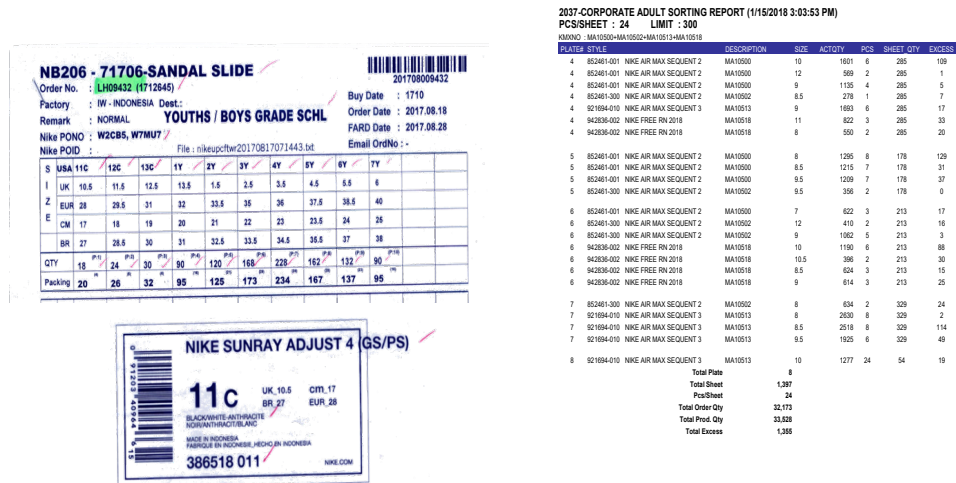 NB206 - 71706-SANDAL SLIDE
Order No. : LH09432 (1712645)
201708009432
Factory : IW - INDONESIA Dest.:
Buy Date : 1710
Remark : NORMAL
YOUTHS / BOYS GRADE SCHL
Order Date : 2017.08.18
Nike PONO : W2CB5, W7MU7
FARD Date : 2017.08.28
Nike POID :
File : nikeupcftwr20170817071443.txt
Email OrdNo : -
SIZE
USA 11C 12C 13C 1Y 2Y 3Y 4Y 5Y 6Y 7Y
UK 10.5 11.5 12.5 13.5 1.5 2.5 3.5 4.5 5.5 6
EUR 28 29.5 31 32 33.5 35 36 37.5 38.5 40
CM 17 18 19 20 21 22 23 23.5 24 25
BR 27 28.5 30 31 32.5 33.5 34.5 35.5 37 38
QTY 18 (P:1) 24 (P:2) 30 (P:3) 90 (P:4) 120 (P:5) 168 (P:6) 228 (P:7) 162 (P:8) 132 (P:9) 90 (P:10)
Packing 20 26 32 95 125 173 234 167 137 95
NIKE SUNRAY ADJUST 4 (GS/PS)
11C
UK_10.5 cm_17
BR_27 EUR_28
BLACK/WHITE-ANTHRACITE
NOIR/ANTHRACIT/BLANC
MADE IN INDONESIA
FABRIQUE EN INDONESIE_HECHO EN INDONESIA
386518 011
NIKE.COM
0 91203 40964 6 15
2037-CORPORATE ADULT SORTING REPORT (1/15/2018 3:03:53 PM)
PCS/SHEET : 24 LIMIT : 300
KMXNO : MA10500+MA10502+MA10513+MA10518
PLATE# STYLE DESCRIPTION SIZE ACTQTY PCS SHEET_QTY EXCESS
4 852461-001 NIKE AIR MAX SEQUENT 2 MA10500 10 1601 6 285 109
4 852461-001 NIKE AIR MAX SEQUENT 2 MA10500 12 569 2 285 1
4 852461-001 NIKE AIR MAX SEQUENT 2 MA10500 9 1135 4 285 5
4 852461-300 NIKE AIR MAX SEQUENT 2 MA10502 8.5 278 1 285 7
4 921694-010 NIKE AIR MAX SEQUENT 3 MA10513 9 1693 6 285 17
4 942836-002 NIKE FREE RN 2018 MA10518 11 822 3 285 33
4 942836-002 NIKE FREE RN 2018 MA10518 8 550 2 285 20
5 852461-001 NIKE AIR MAX SEQUENT 2 MA10500 8 1295 8 178 129
5 852461-001 NIKE AIR MAX SEQUENT 2 MA10500 8.5 1215 7 178 31
5 852461-001 NIKE AIR MAX SEQUENT 2 MA10500 9.5 1209 7 178 37
5 852461-300 NIKE AIR MAX SEQUENT 2 MA10502 9.5 356 2 178 0
6 852461-001 NIKE AIR MAX SEQUENT 2 MA10500 7 622 3 213 17
6 852461-300 NIKE AIR MAX SEQUENT 2 MA10502 12 410 2 213 16
6 852461-300 NIKE AIR MAX SEQUENT 2 MA10502 9 1062 5 213 3
6 942836-002 NIKE FREE RN 2018 MA10518 10 1190 6 213 88
6 942836-002 NIKE FREE RN 2018 MA10518 10.5 396 2 213 30
6 942836-002 NIKE FREE RN 2018 MA10518 8.5 624 3 213 15
6 942836-002 NIKE FREE RN 2018 MA10518 9 614 3 213 25
7 852461-300 NIKE AIR MAX SEQUENT 2 MA10502 8 634 2 329 24
7 921694-010 NIKE AIR MAX SEQUENT 3 MA10513 8 2630 8 329 2
7 921694-010 NIKE AIR MAX SEQUENT 3 MA10513 8.5 2518 8 329 114
7 921694-010 NIKE AIR MAX SEQUENT 3 MA10513 9.5 1925 6 329 49
8 921694-010 NIKE AIR MAX SEQUENT 3 MA10513 10 1277 24 54 19
Total Plate 8
Total Sheet 1,397
Pcs/Sheet 24
Total Order Qty 32,173
Total Prod. Qty 33,528
Total Excess 1,355